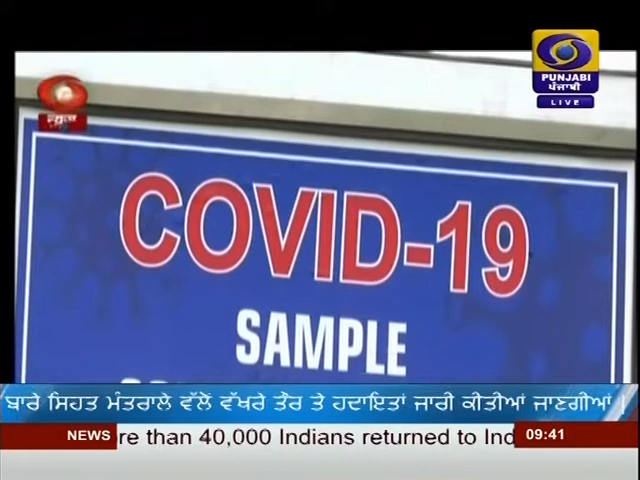 PUNJABI
ਪੰਜਾਬੀ
LIVE
COVID-19
SAMPLE
ਬਾਰੇ ਸਿਹਤ ਮੰਤਰਾਲੇ ਵੱਲੋਂ ਵੱਖਰੇ ਤੌਰ ਤੇ ਹਦਾਇਤਾਂ ਜਾਰੀ ਕੀਤੀਆਂ ਜਾਣਗੀਆਂ ।
NEWS ore than 40,000 Indians returned to Ind 09:41